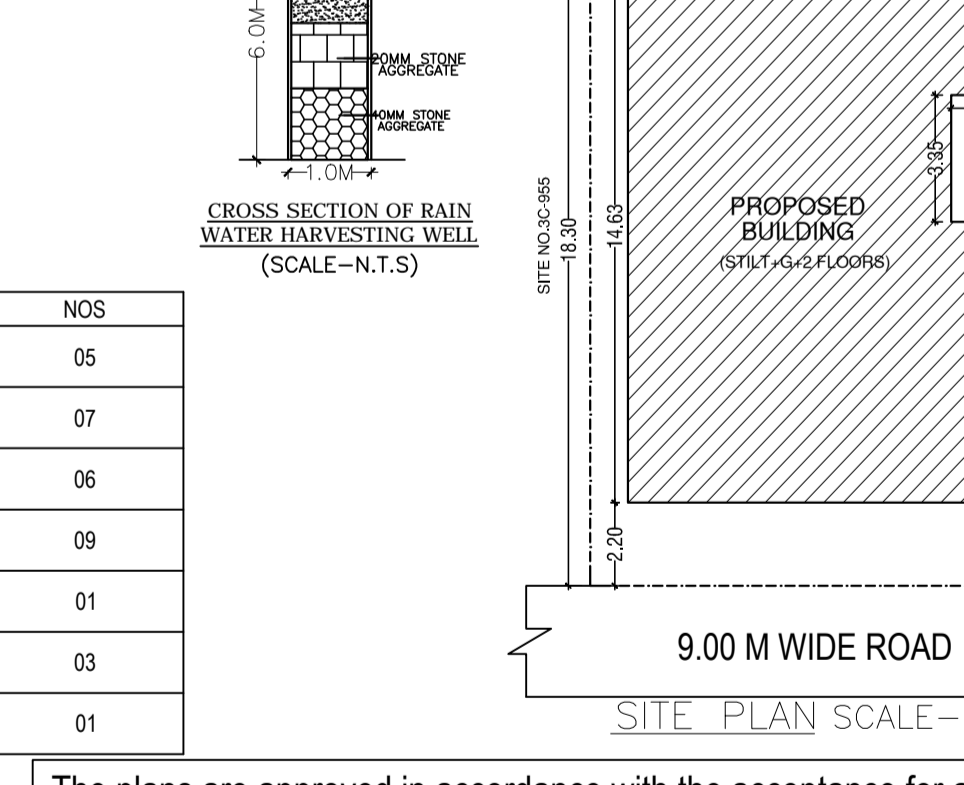 6.0M
20MM STONE
AGGREGATE
40MM STONE
AGGREGATE
1.0M
CROSS SECTION OF RAIN
WATER HARVESTING WELL
(SCALE-N.T.S)
NOS
05
07
06
09
01
03
01
SITE NO.3C-955
18.30
14.63
3.35
PROPOSED
BUILDING
(STILT+G+2 FLOORS)
2.20
9.00 M WIDE ROAD
SITE PLAN SCALE-
The plans are approved in accordance with the acceptance for